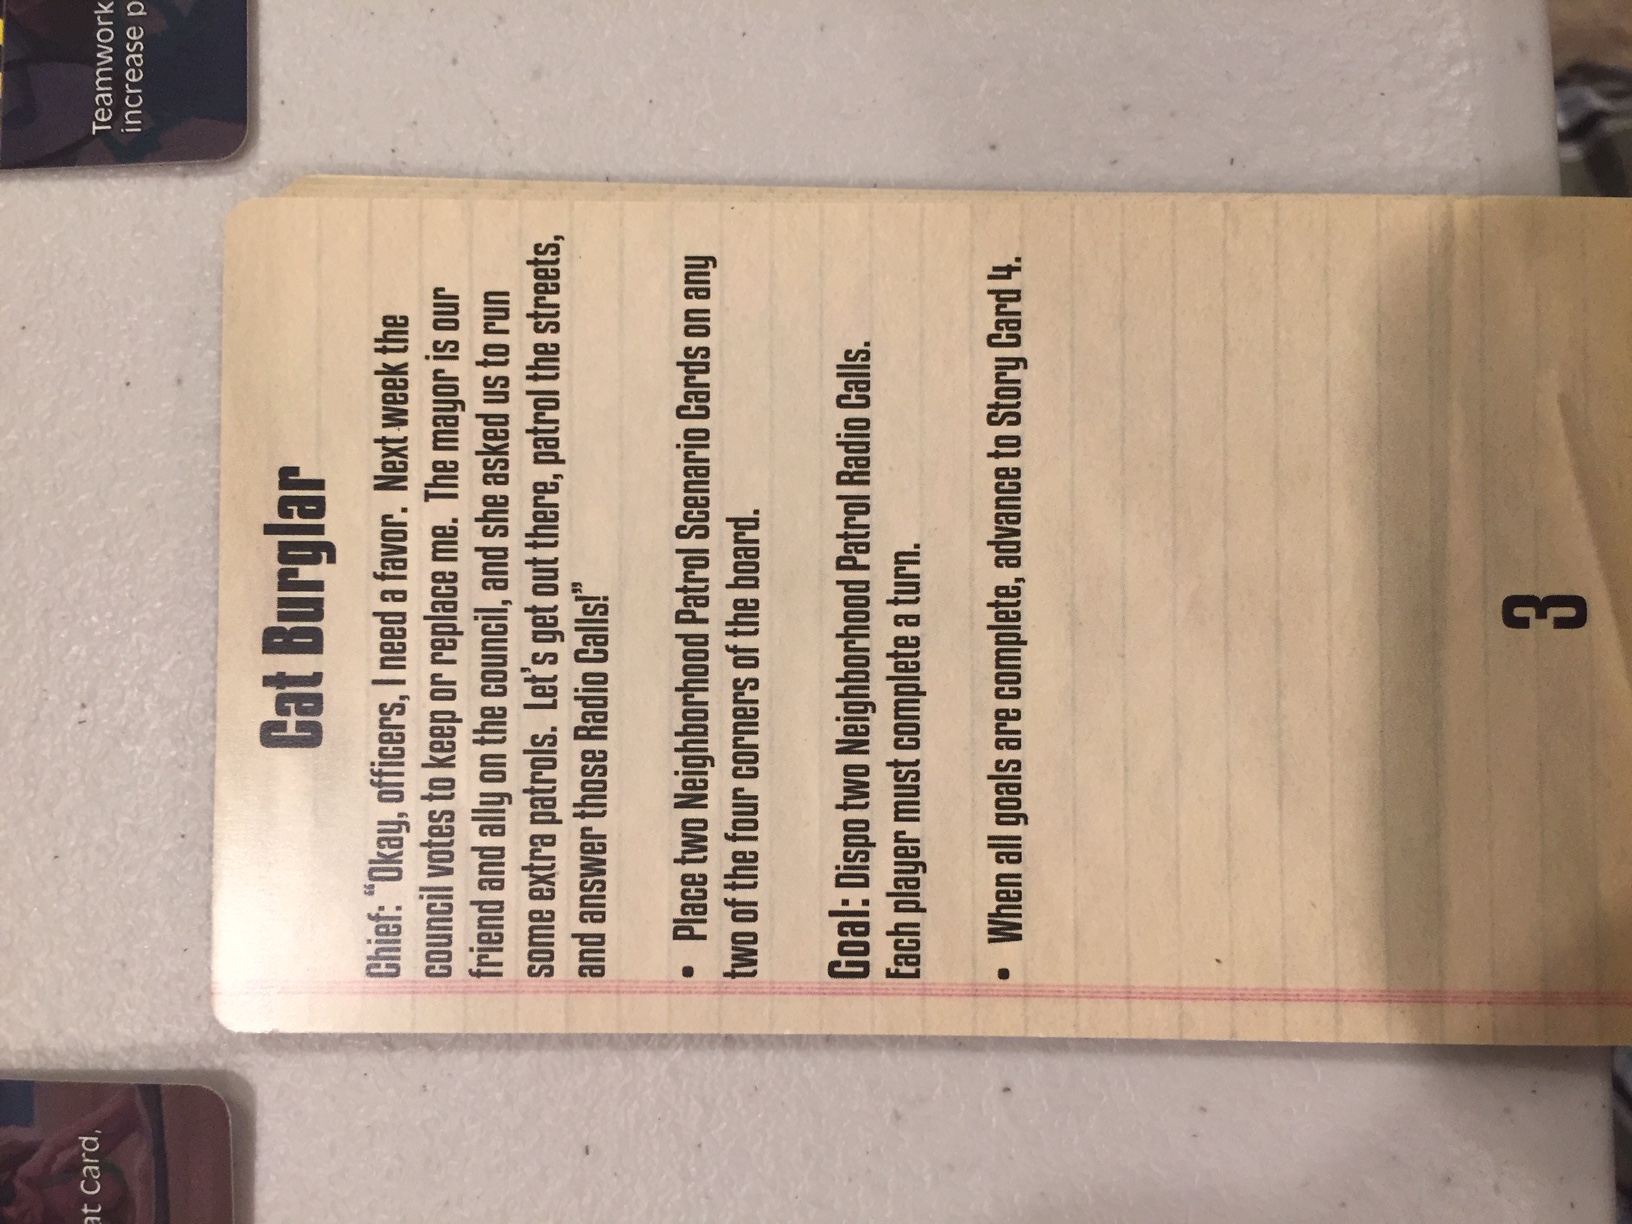 Teamwork
increase p
Cat Burglar
Chief: “Okay, officers, I need a favor. Next week the
council votes to keep or replace me. The mayor is our
friend and ally on the council, and she asked us to run
some extra patrols. Let’s get out there, patrol the streets,
and answer those Radio Calls!”
• Place two Neighborhood Patrol Scenario Cards on any
two of the four corners of the board.
Goal: Dispo two Neighborhood Patrol Radio Calls.
Each player must complete a turn.
• When all goals are complete, advance to Story Card 4.
3
at Card,